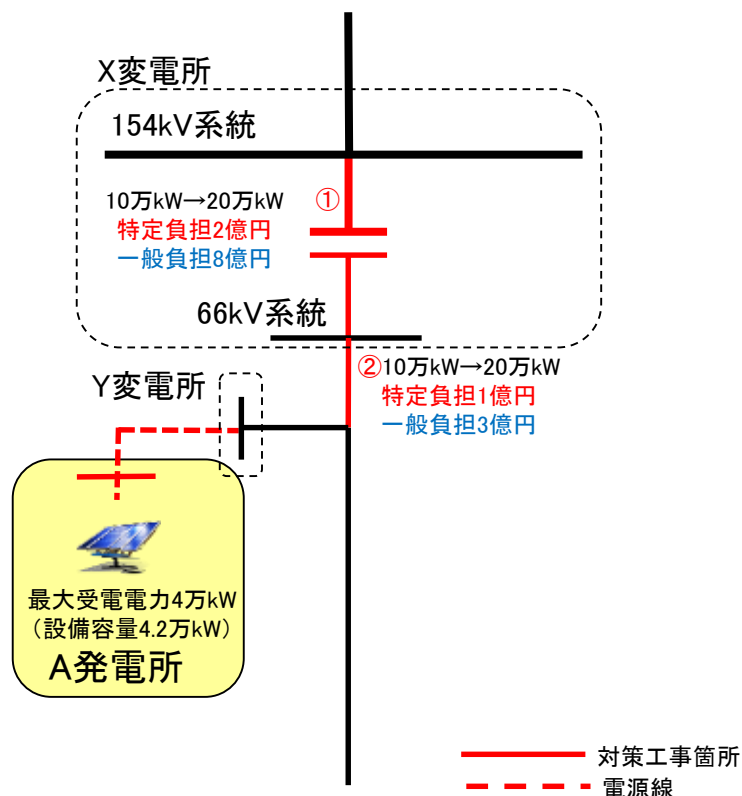 X変電所
154kV系統
10万kW→20万kW
①
特定負担2億円
一般負担8億円
66kV系統
②10万kW→20万kW
特定負担1億円
一般負担3億円
Y変電所
最大受電電力4万kW
（設備容量4.2万kW）
A発電所
対策工事箇所
電源線